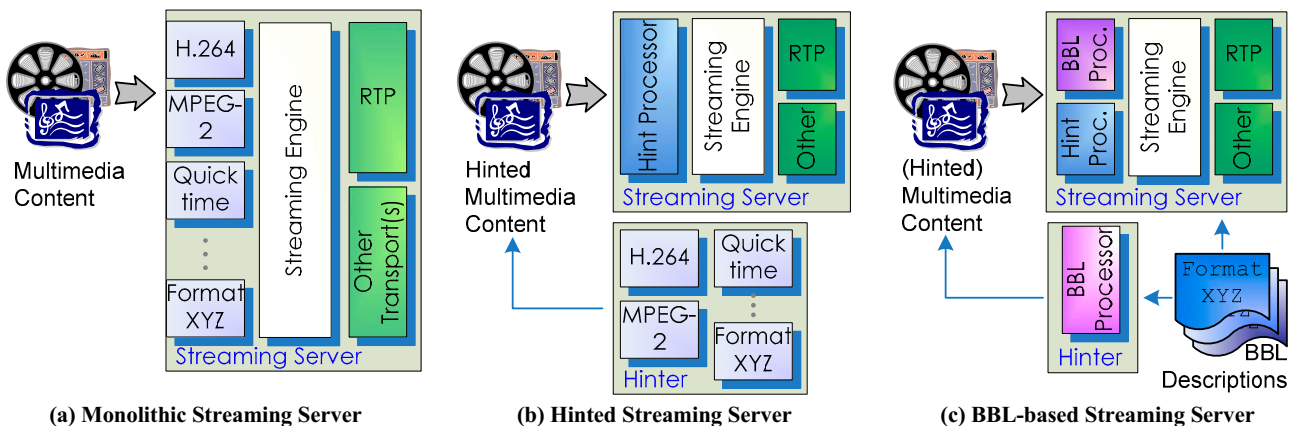 Multimedia
Content
H.264
MPEG-
2
Quick
time
Format
XYZ
Streaming Engine
RTP
Other
Transport(s)
Streaming Server
(a) Monolithic Streaming Server
Hinted
Multimedia
Content
Hint Processor
Streaming
Engine
RTP
Other
Streaming Server
H.264
MPEG-
2
Quick
time
Format
XYZ
Hinter
(b) Hinted Streaming Server
(Hinted)
Multimedia
Content
BBL
Proc.
Hint
Proc.
Streaming
Engine
RTP
Other
Streaming Server
BBL
Processor
Hinter
Format
XYZ
BBL
Descriptions
(c) BBL-based Streaming Server